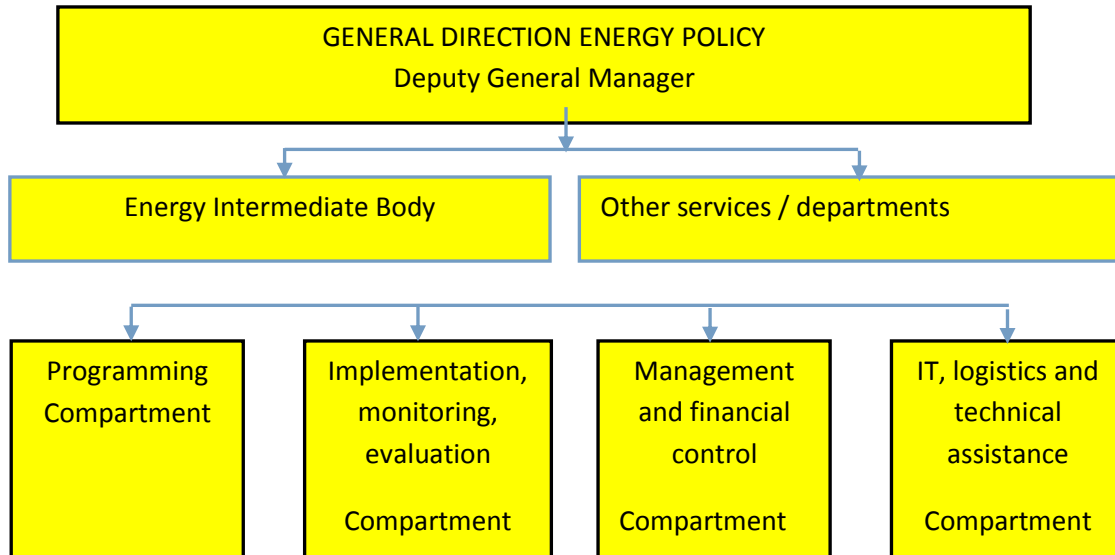 GENERAL DIRECTION ENERGY POLICY
Deputy General Manager
Energy Intermediate Body
Other services / departments
Programming
Compartment
Implementation,
monitoring,
evaluation
Compartment
Management
and financial
control
Compartment
IT, logistics and
technical
assistance
Compartment